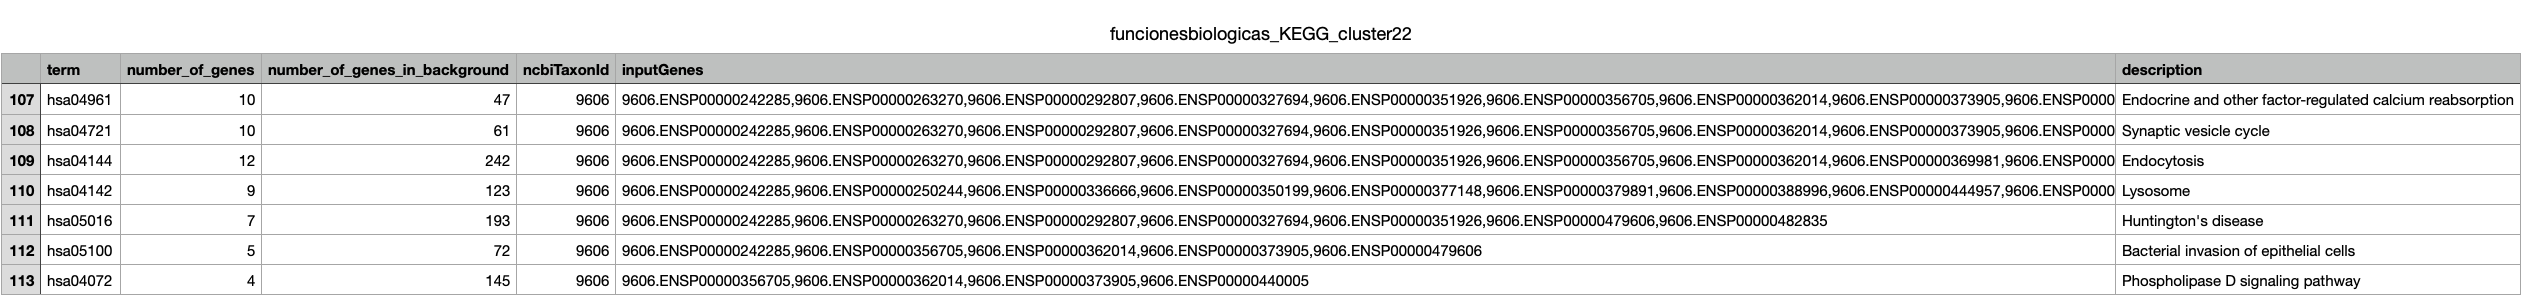 funcionesbiologicas_KEGG_cluster22
term number_of_genes number_of_genes_in_background ncbiTaxonId inputGenes description
107 hsa04961 10 47 9606 9606.ENSP00000242285,9606.ENSP00000263270,9606.ENSP00000292807,9606.ENSP00000327694,9606.ENSP00000351926,9606.ENSP00000356705,9606.ENSP00000362014,9606.ENSP00000373905,9606.ENSP0000 Endocrine and other factor-regulated calcium reabsorption
108 hsa04721 10 61 9606 9606.ENSP00000242285,9606.ENSP00000263270,9606.ENSP00000292807,9606.ENSP00000327694,9606.ENSP00000351926,9606.ENSP00000356705,9606.ENSP00000362014,9606.ENSP00000373905,9606.ENSP0000 Synaptic vesicle cycle
109 hsa04144 12 242 9606 9606.ENSP00000242285,9606.ENSP00000263270,9606.ENSP00000292807,9606.ENSP00000327694,9606.ENSP00000351926,9606.ENSP00000356705,9606.ENSP00000362014,9606.ENSP00000369981,9606.ENSP0000 Endocytosis
110 hsa04142 9 123 9606 9606.ENSP00000242285,9606.ENSP00000250244,9606.ENSP00000336666,9606.ENSP00000350199,9606.ENSP00000377148,9606.ENSP00000379891,9606.ENSP00000388996,9606.ENSP00000444957,9606.ENSP0000 Lysosome
111 hsa05016 7 193 9606 9606.ENSP00000242285,9606.ENSP00000263270,9606.ENSP00000292807,9606.ENSP00000327694,9606.ENSP00000351926,9606.ENSP00000479606,9606.ENSP00000482835 Huntington's disease
112 hsa05100 5 72 9606 9606.ENSP00000242285,9606.ENSP00000356705,9606.ENSP00000362014,9606.ENSP00000373905,9606.ENSP00000479606 Bacterial invasion of epithelial cells
113 hsa04072 4 145 9606 9606.ENSP00000356705,9606.ENSP00000362014,9606.ENSP00000373905,9606.ENSP00000440005 Phospholipase D signaling pathway